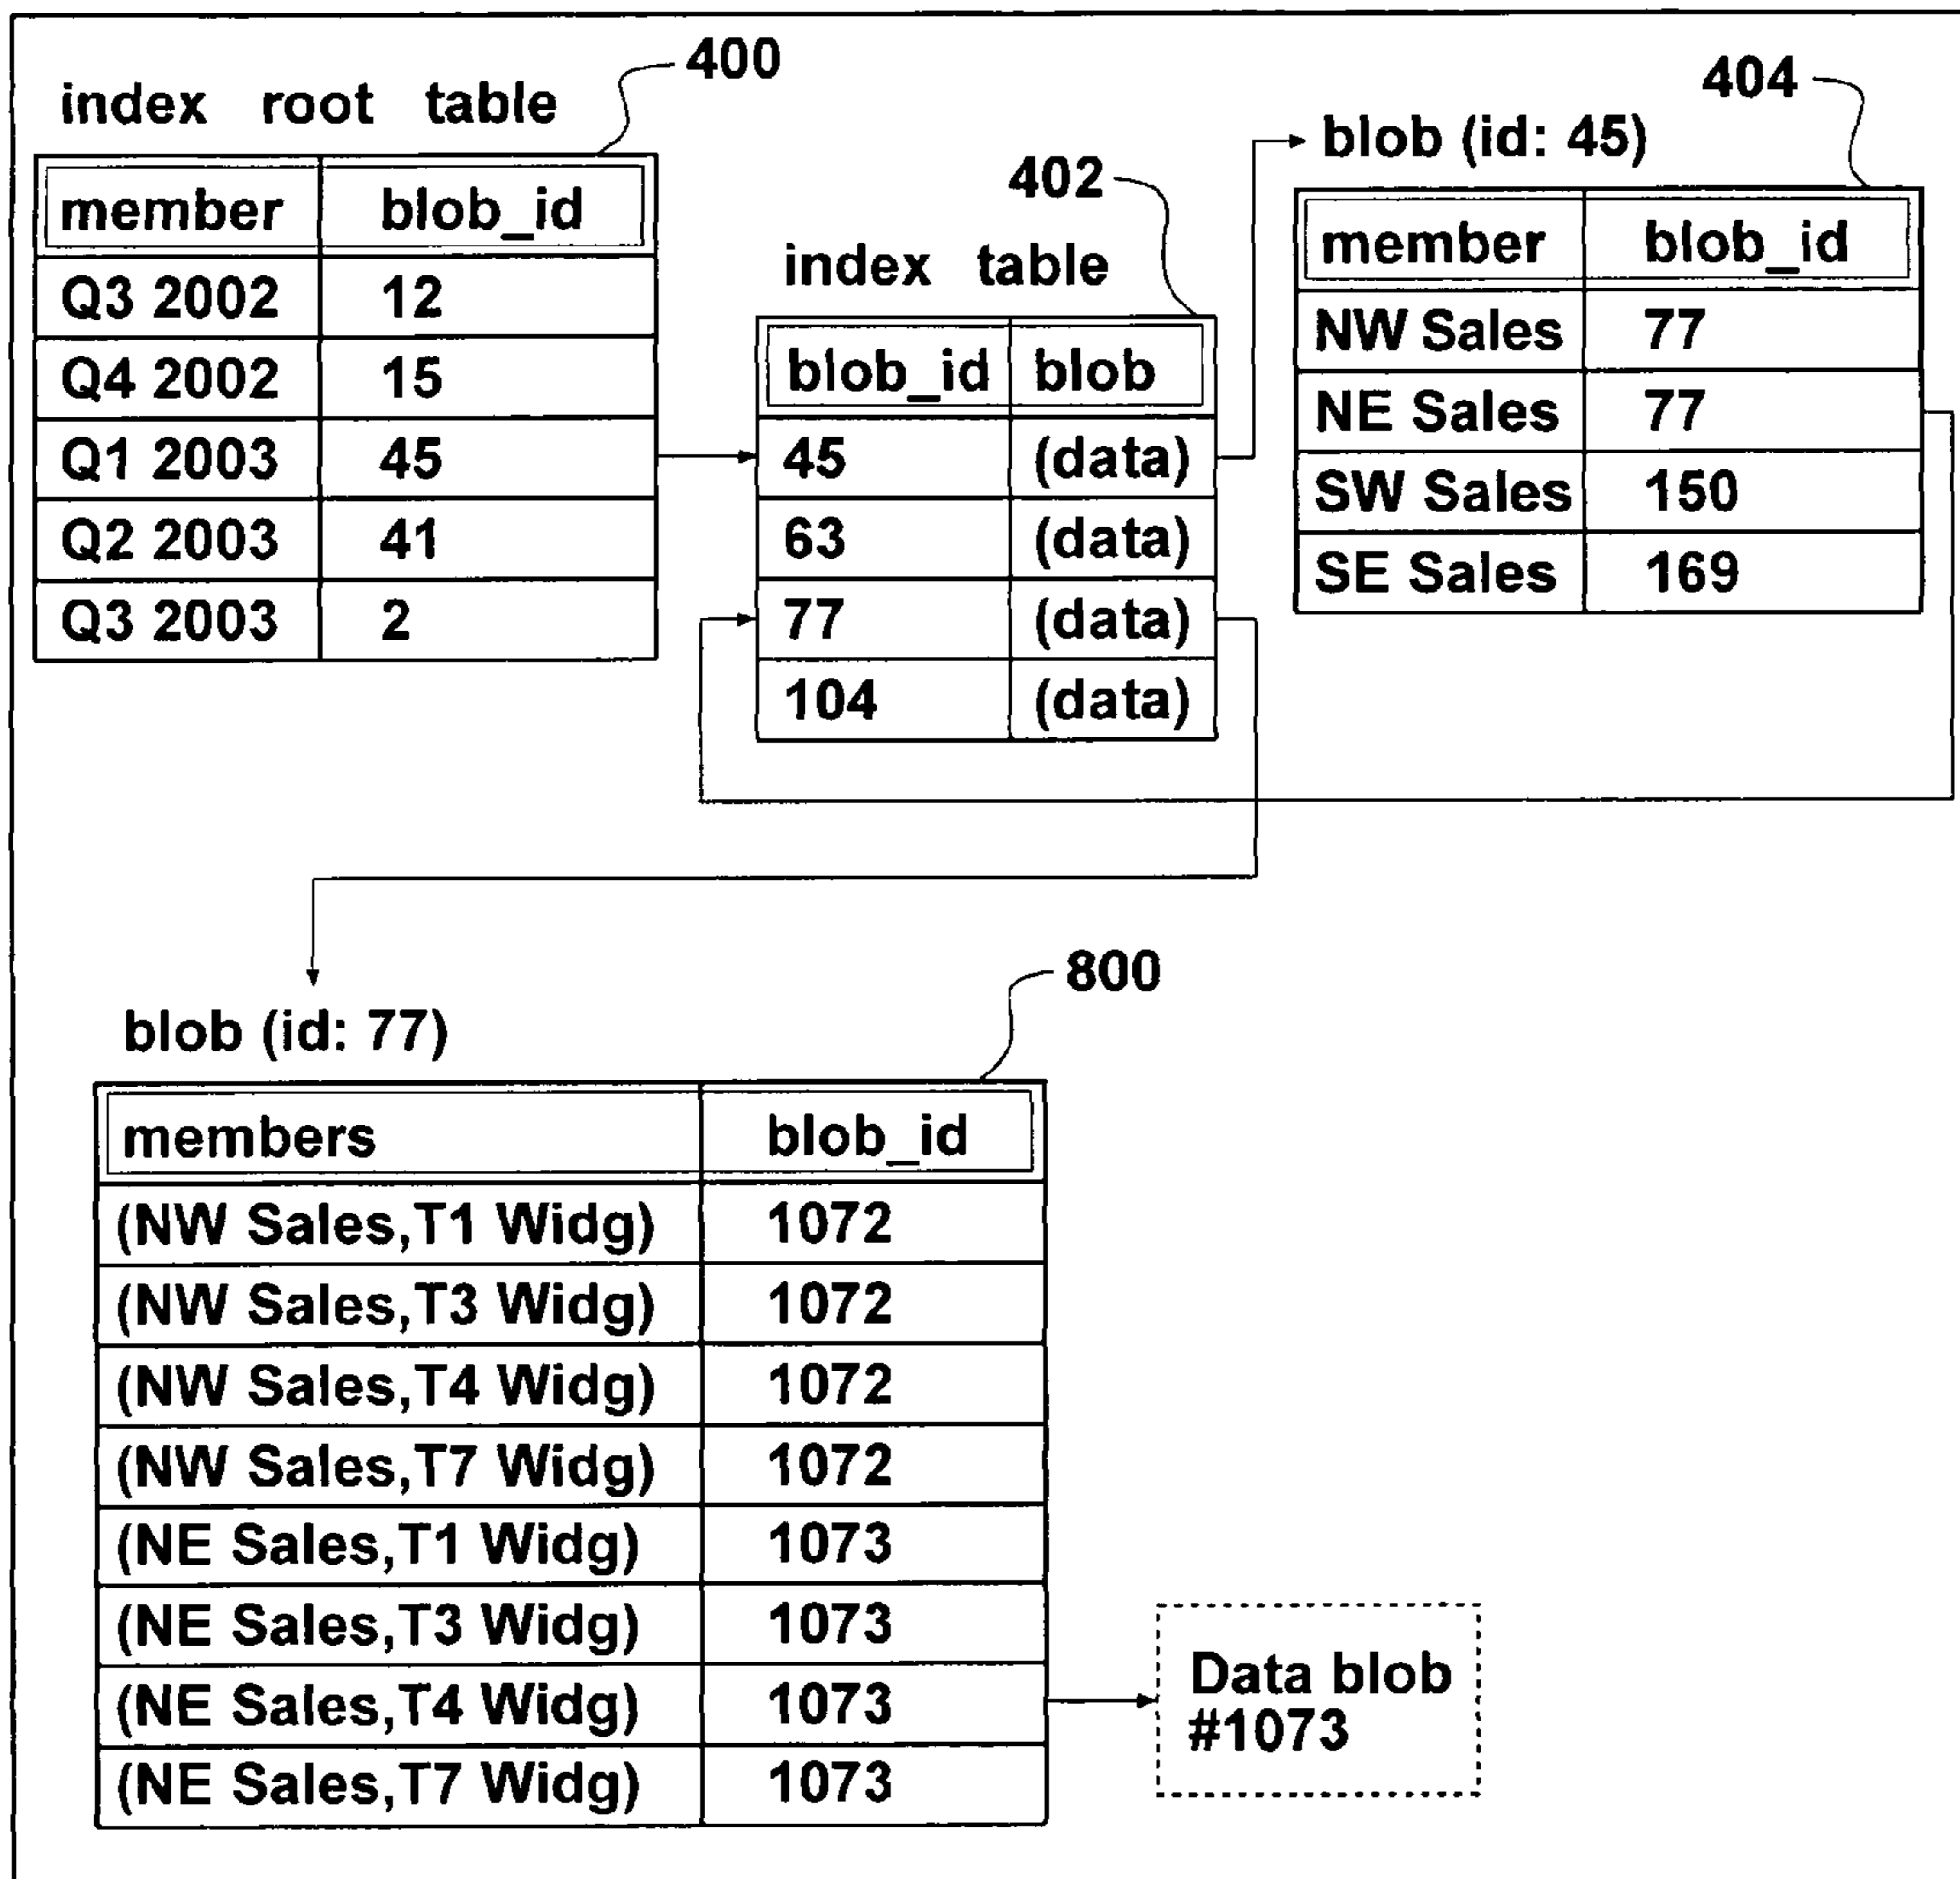 400
index root table
member blob_id
Q3 2002 12
Q4 2002 15
Q1 2003 45
Q2 2003 41
Q3 2003 2
402
index table
blob_id blob
45 (data)
63 (data)
77 (data)
104 (data)
404
blob (id: 45)
member blob_id
NW Sales 77
NE Sales 77
SW Sales 150
SE Sales 169
800
blob (id: 77)
members blob_id
(NW Sales,T1 Widg) 1072
(NW Sales,T3 Widg) 1072
(NW Sales,T4 Widg) 1072
(NW Sales,T7 Widg) 1072
(NE Sales,T1 Widg) 1073
(NE Sales,T3 Widg) 1073
(NE Sales,T4 Widg) 1073
(NE Sales,T7 Widg) 1073
Data blob
#1073